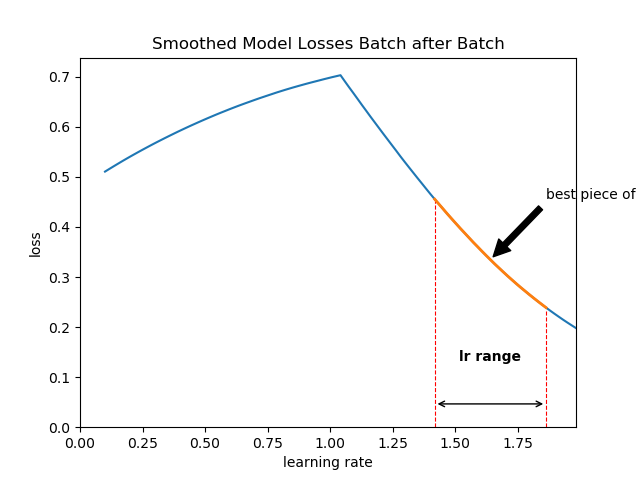 Smoothed Model Losses Batch after Batch
0.7
0.6
0.5
0.4
0.3
0.2
0.1
0.0
loss
best piece of
lr range
0.00 0.25 0.50 0.75 1.00 1.25 1.50 1.75
learning rate